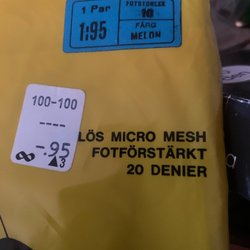 1 Par
1:95
FOTSTORLEK
10
FÄRG
MELON
100-100
----
-.95
3
LÖS MICRO MESH
FOTFÖRSTÄRKT
20 DENIER